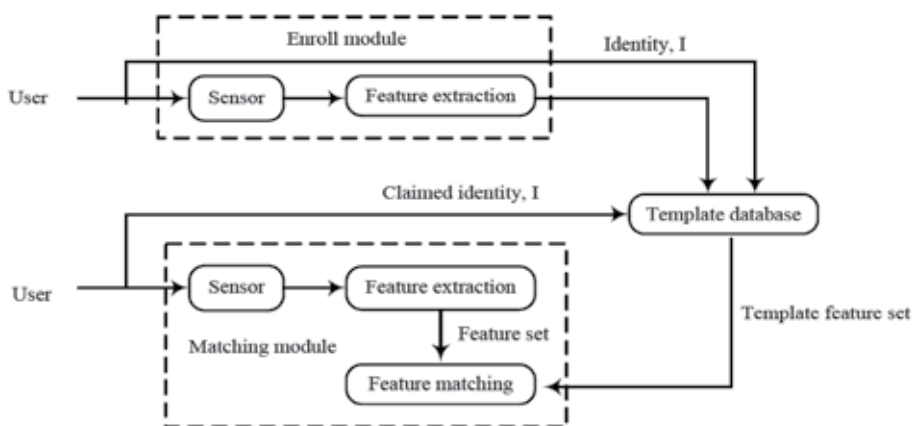 Enroll module
Identity, I
User
Sensor
Feature extraction
Claimed identity, I
Template database
User
Sensor
Feature extraction
Template feature set
Feature set
Matching module
Feature matching